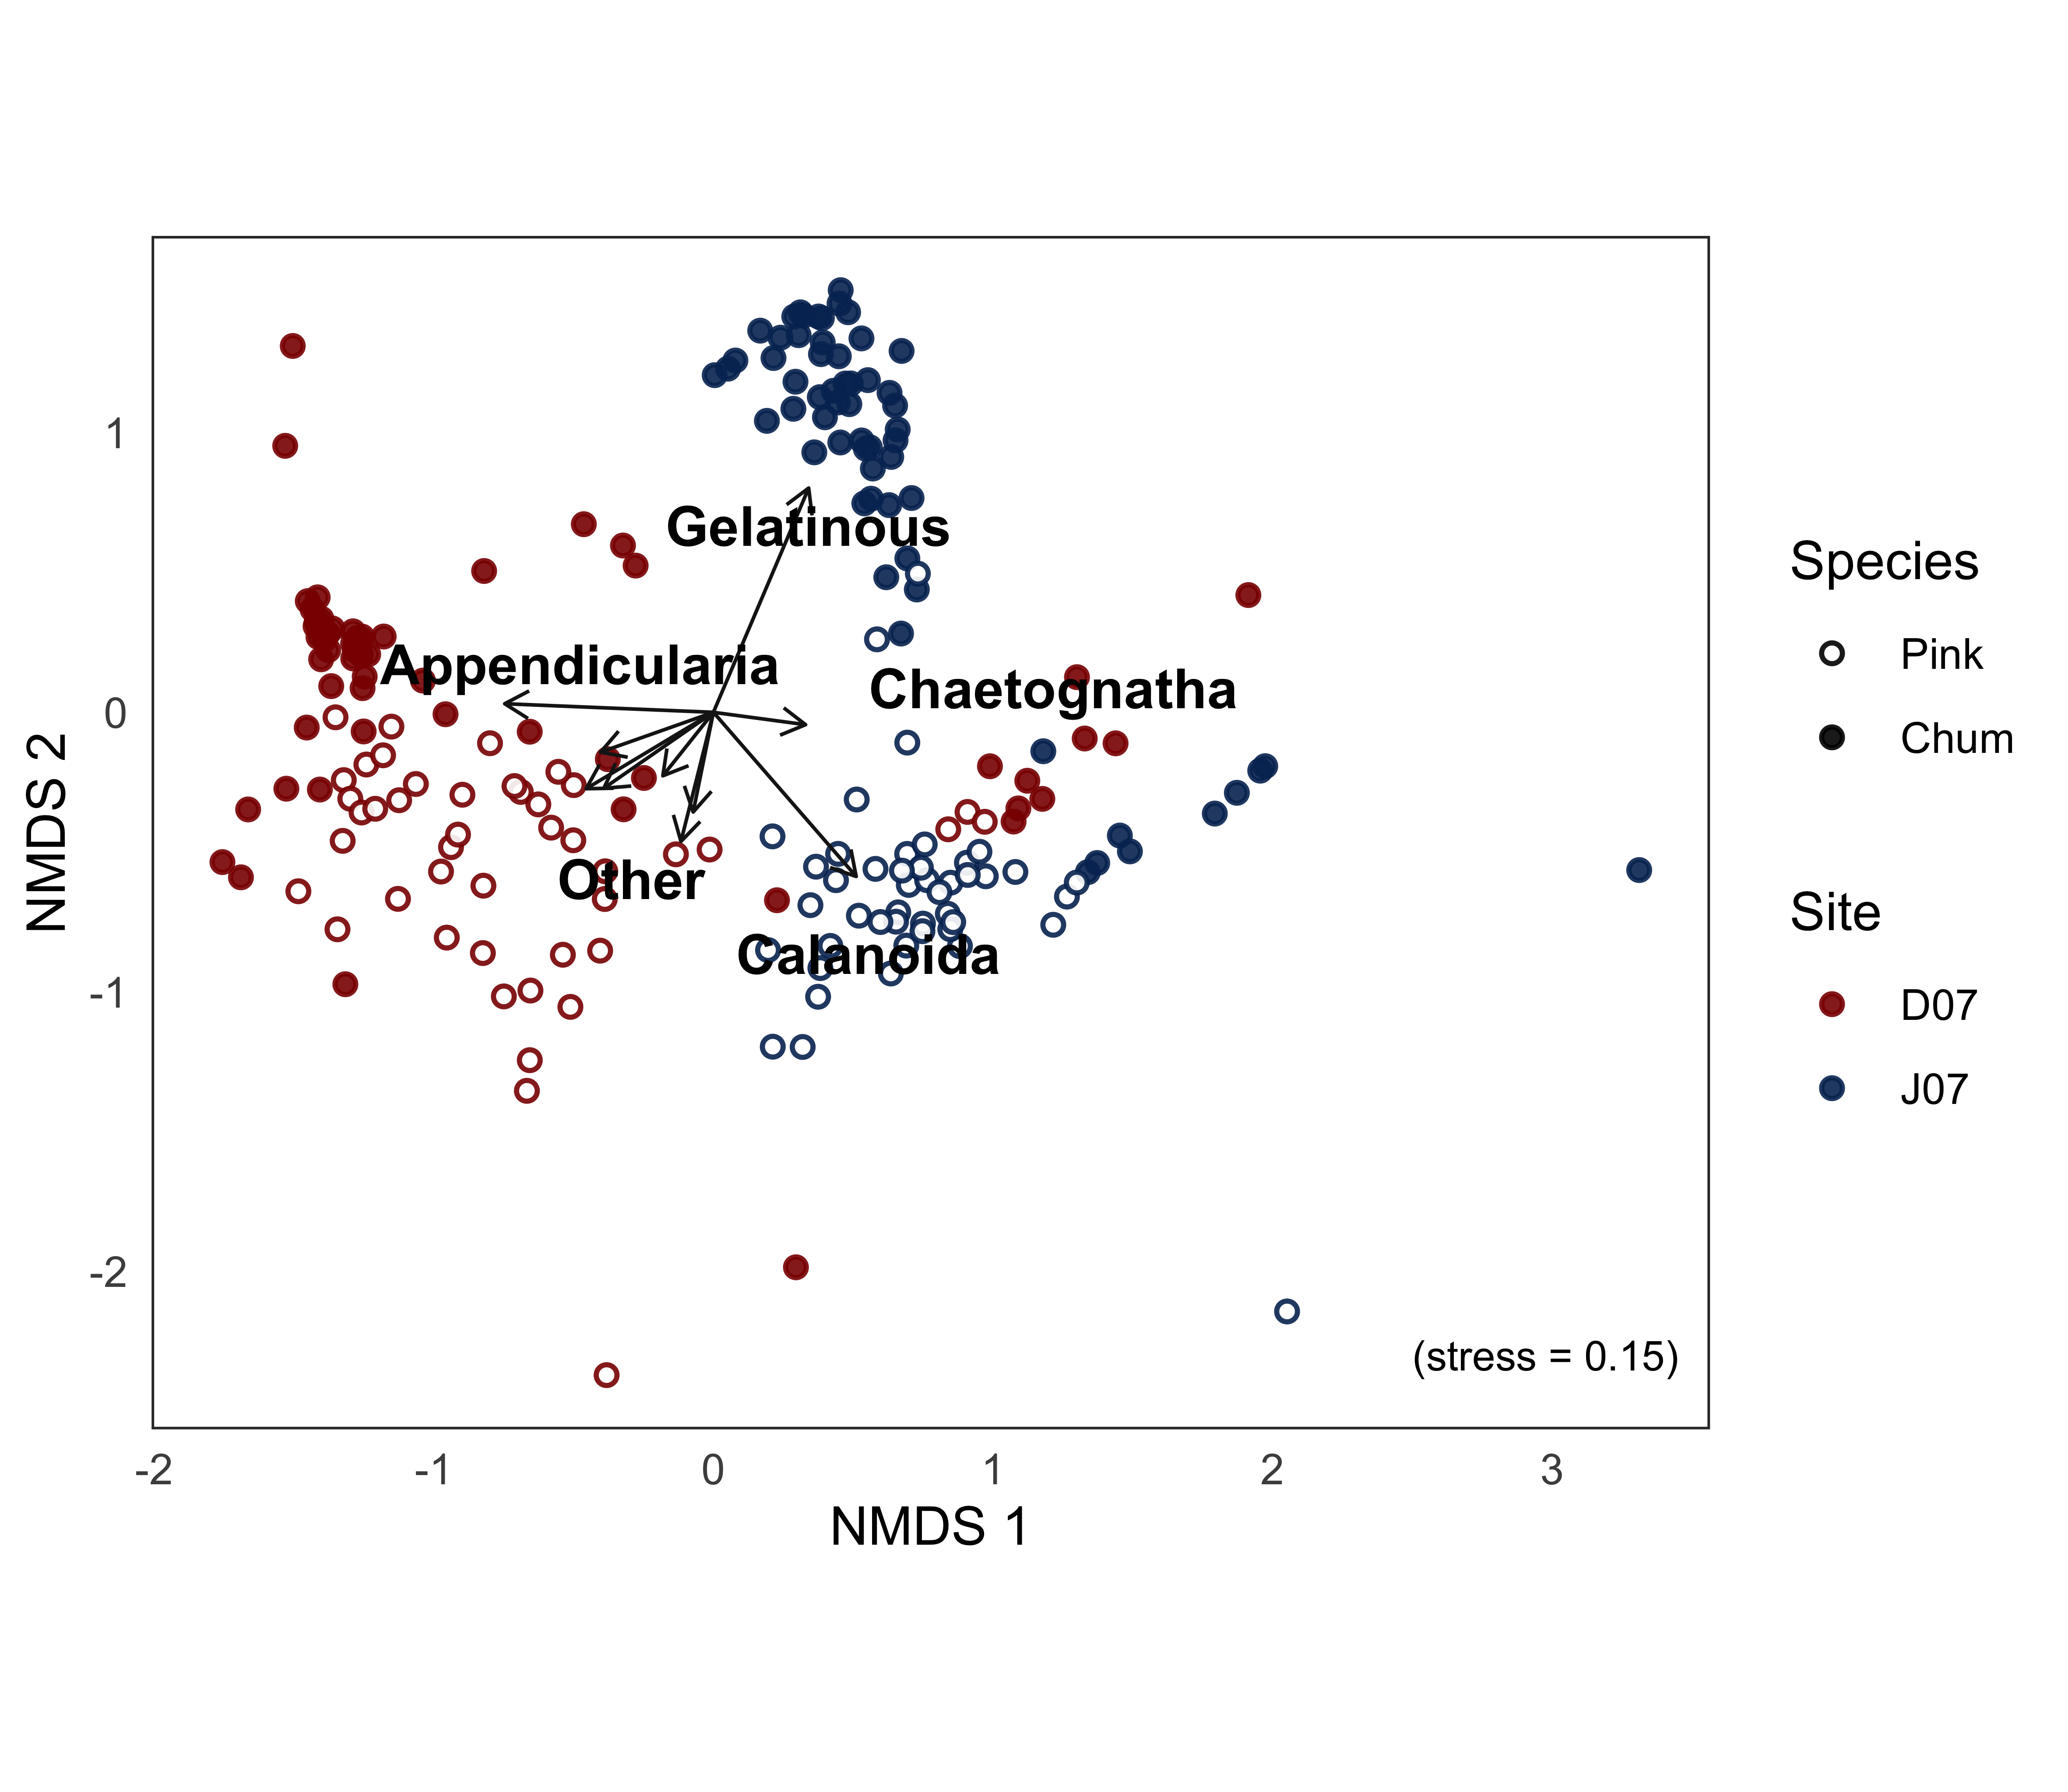 NMDS 2
1
0
-1
-2
Gelatinous
Appendicularia
Chaetognatha
Other
Calanoida
(stress = 0.15)
-2
-1
0
1
2
3
NMDS 1
Species
Pink
Chum
Site
D07
J07